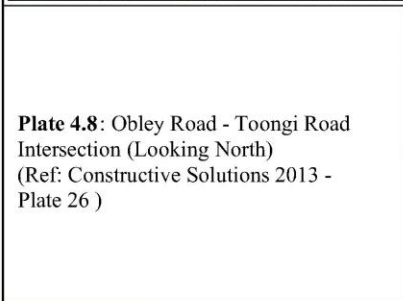 Plate 4.8: Obley Road - Toongi Road
Intersection (Looking North)
(Ref: Constructive Solutions 2013 -
Plate 26 )